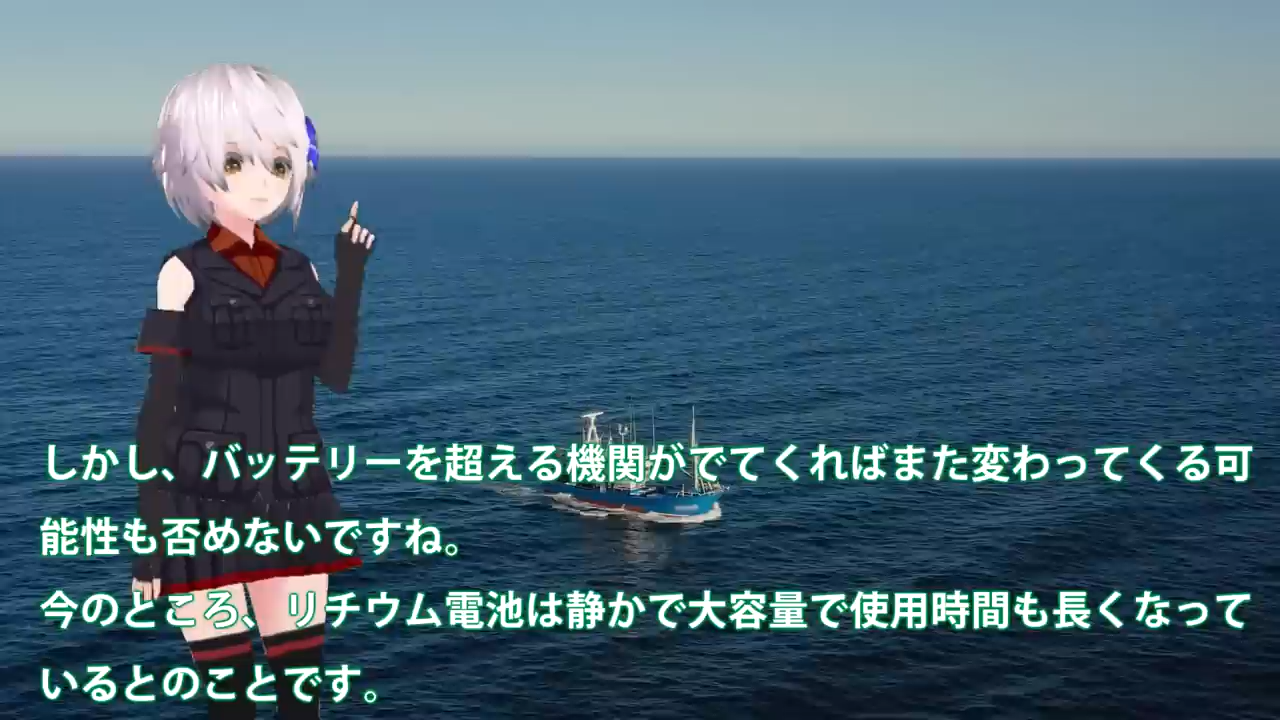 しかし、バッテリーを超える機関がでてくればまた変わってくる可
能性も否めないですね。
今のところ、リチウム電池は静かで大容量で使用時間も長くなって
いるとのことです。